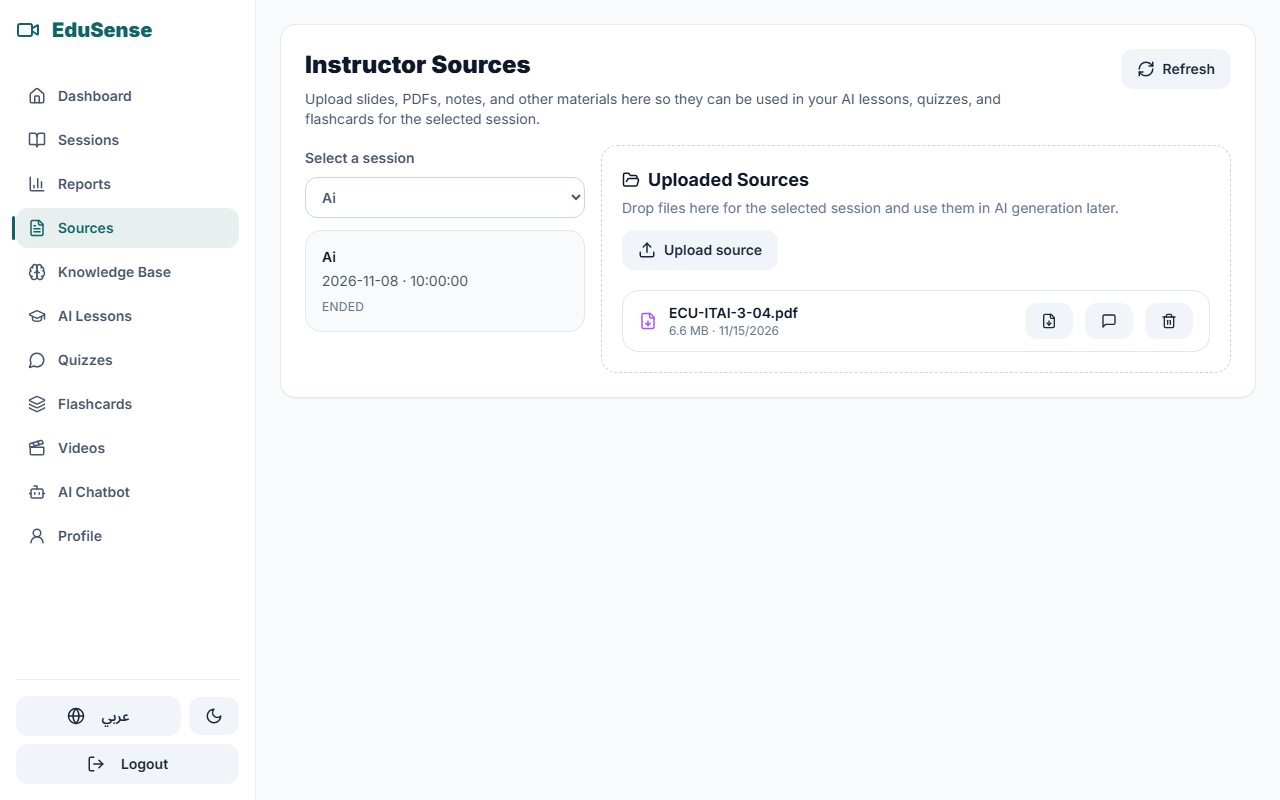 EduSense
Dashboard
Sessions
Reports
Sources
Knowledge Base
AI Lessons
Quizzes
Flashcards
Videos
AI Chatbot
Profile
عربي
Logout
Instructor Sources
Refresh
Upload slides, PDFs, notes, and other materials here so they can be used in your AI lessons, quizzes, and
flashcards for the selected session.
Select a session
Ai
Ai
2026-11-08 · 10:00:00
ENDED
Uploaded Sources
Drop files here for the selected session and use them in AI generation later.
Upload source
ECU-ITAI-3-04.pdf
6.6 MB · 11/15/2026